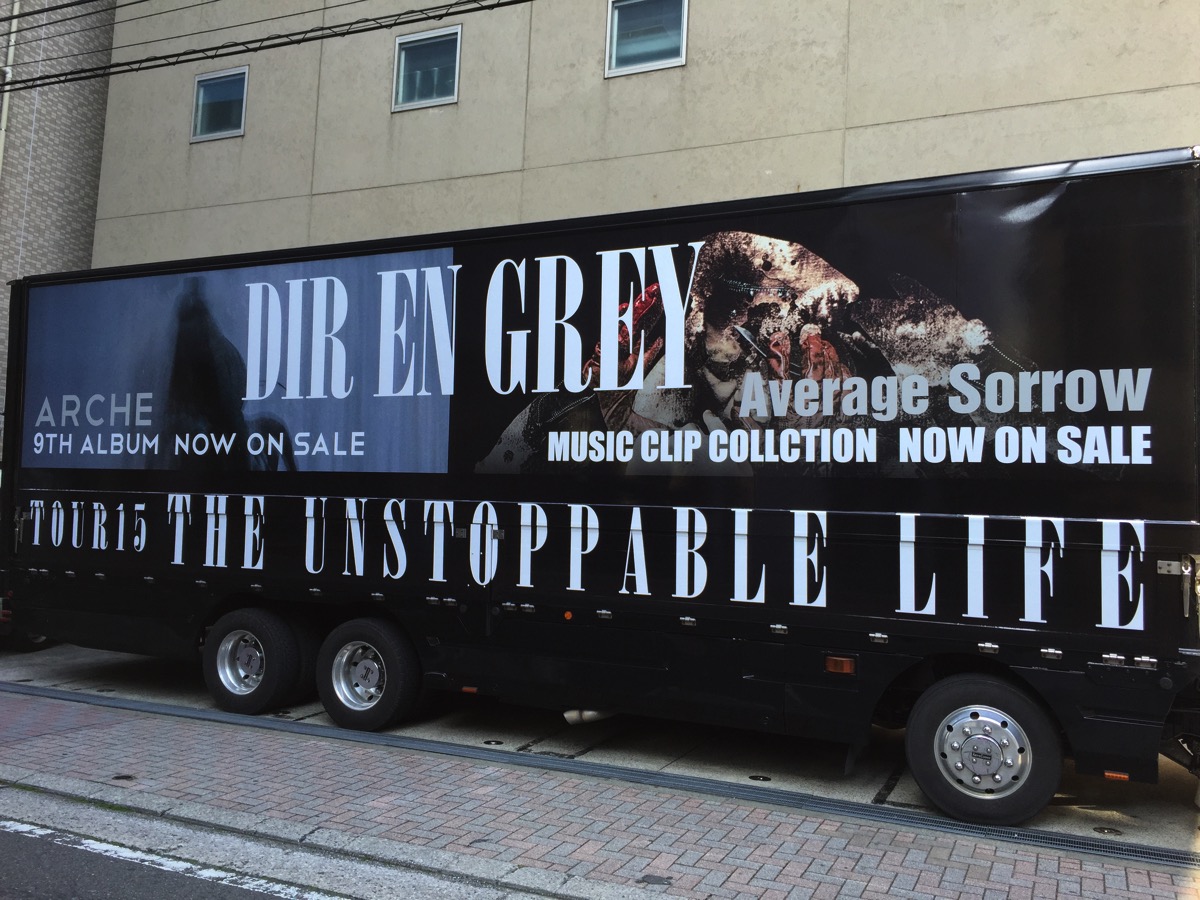 DIR EN GREY
ARCHE
9TH ALBUM NOW ON SALE
Average Sorrow
MUSIC CLIP COLLCTION NOW ON SALE
TOUR15 THE UNSTOPPABLE LIFE